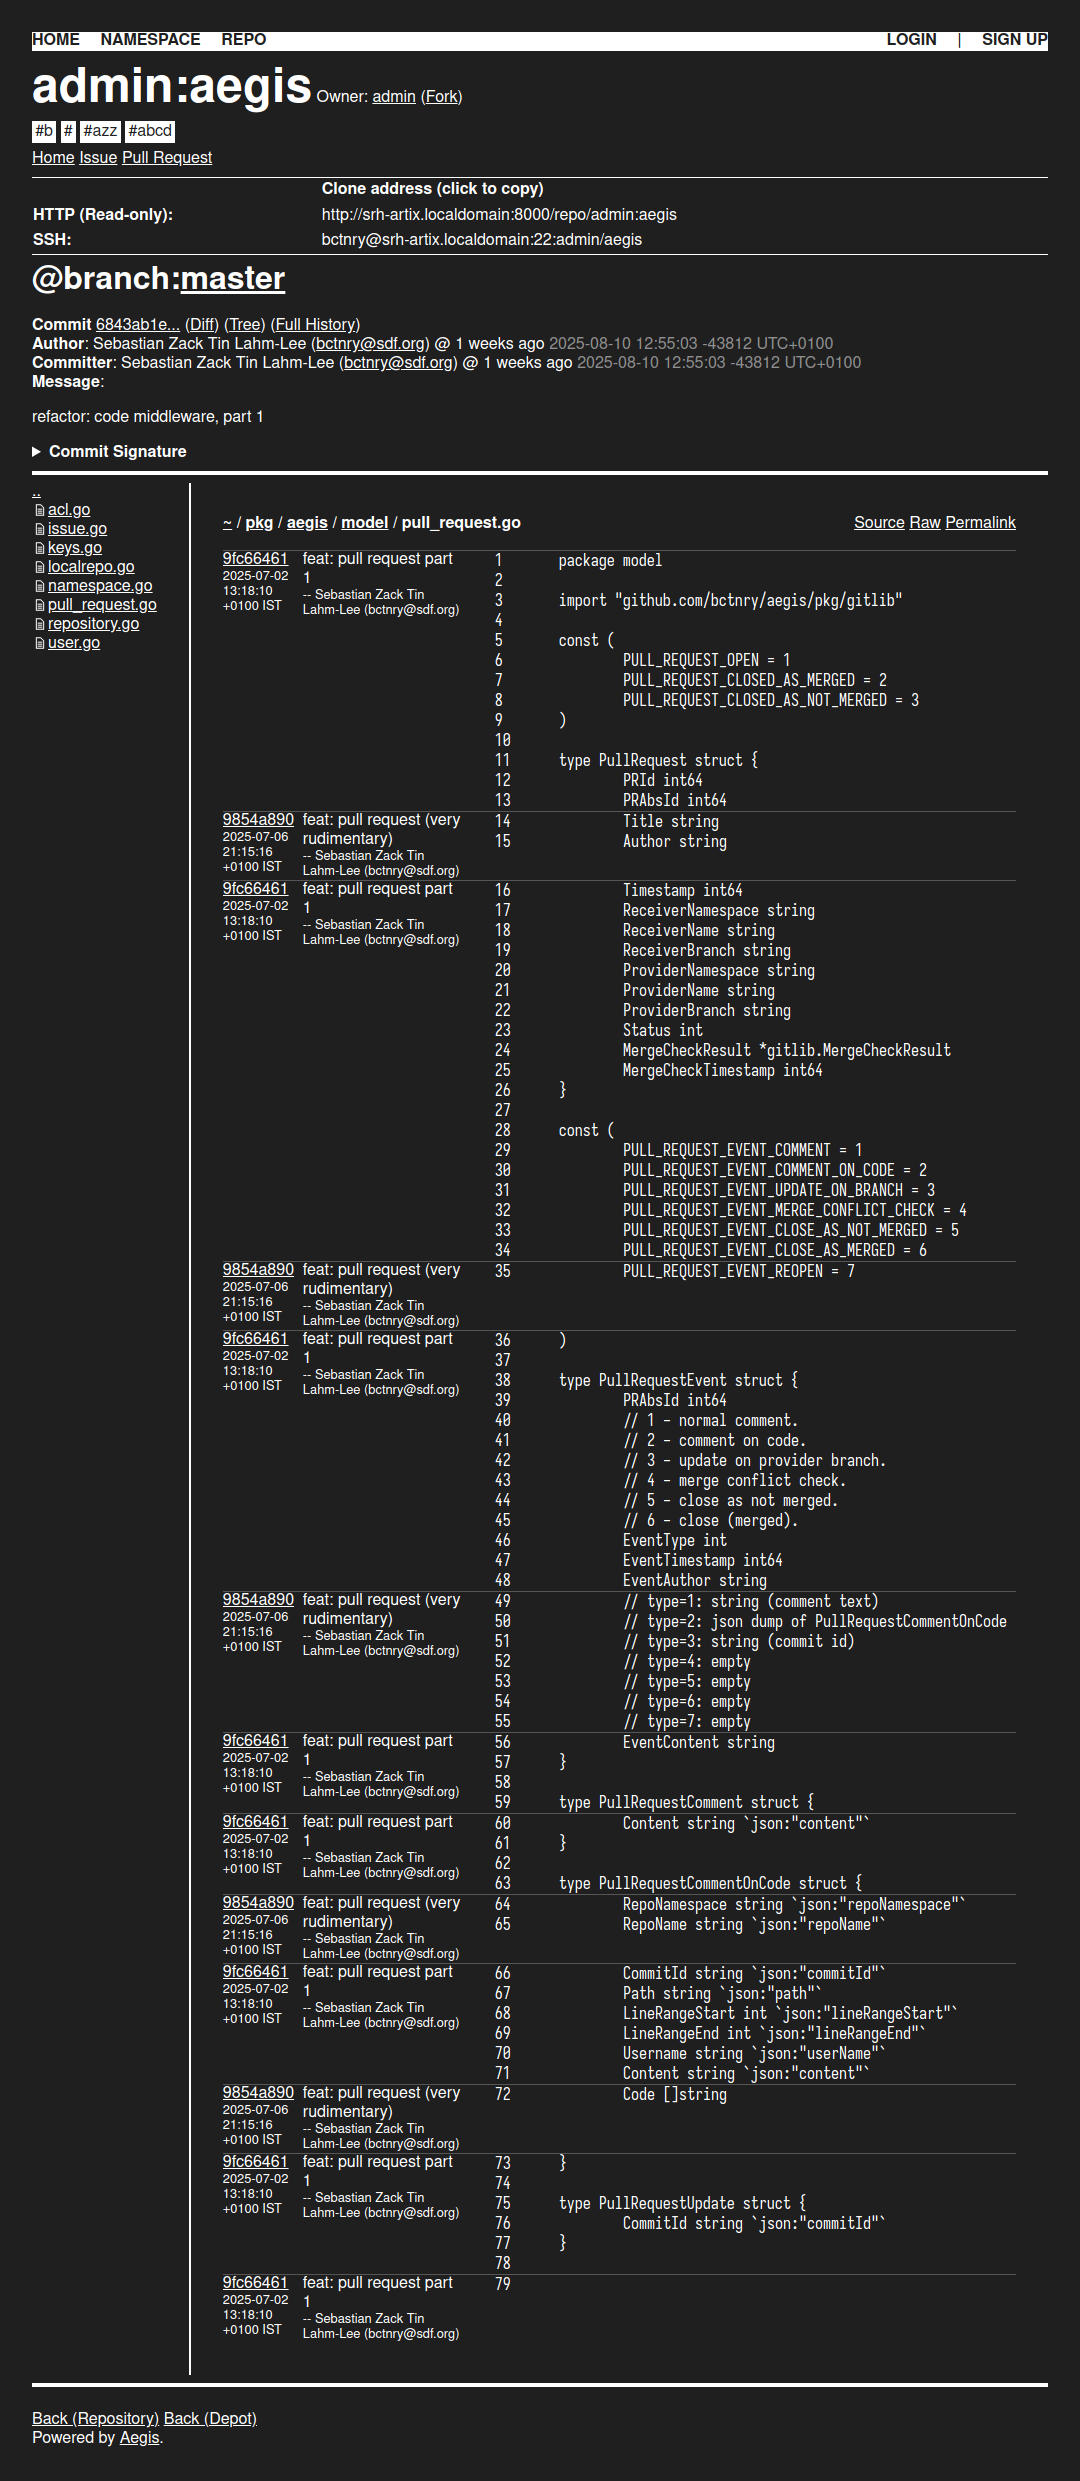 HOME NAMESPACE REPO LOGIN | SIGN UP
admin:aegis Owner: admin (Fork)
#b # #azz #abcd
Home Issue Pull Request
Clone address (click to copy)
HTTP (Read-only): http://srh-artix.localdomain:8000/repo/admin:aegis
SSH: bctnry@srh-artix.localdomain:22:admin/aegis
@branch:master
Commit 6843ab1e... (Diff) (Tree) (Full History)
Author: Sebastian Zack Tin Lahm-Lee (bctnry@sdf.org) @ 1 weeks ago 2025-08-10 12:55:03 -43812 UTC+0100
Committer: Sebastian Zack Tin Lahm-Lee (bctnry@sdf.org) @ 1 weeks ago 2025-08-10 12:55:03 -43812 UTC+0100
Message:
refactor: code middleware, part 1
▶ Commit Signature
..
acl.go
issue.go
keys.go
localrepo.go
namespace.go
pull_request.go
repository.go
user.go
~ / pkg / aegis / model / pull_request.go Source Raw Permalink
9fc66461 feat: pull request part
2025-07-02 1
13:18:10 -- Sebastian Zack Tin
+0100 IST Lahm-Lee (bctnry@sdf.org)
1 package model
2
3 import "github.com/bctnry/aegis/pkg/gitlib"
4
5 const (
6 PULL_REQUEST_OPEN = 1
7 PULL_REQUEST_CLOSED_AS_MERGED = 2
8 PULL_REQUEST_CLOSED_AS_NOT_MERGED = 3
9 )
10
11 type PullRequest struct {
12 PRId int64
13 PRAbsId int64
9854a890 feat: pull request (very
2025-07-06 rudimentary)
21:15:16 -- Sebastian Zack Tin
+0100 IST Lahm-Lee (bctnry@sdf.org)
14 Title string
15 Author string
9fc66461 feat: pull request part
2025-07-02 1
13:18:10 -- Sebastian Zack Tin
+0100 IST Lahm-Lee (bctnry@sdf.org)
16 Timestamp int64
17 ReceiverNamespace string
18 ReceiverName string
19 ReceiverBranch string
20 ProviderNamespace string
21 ProviderName string
22 ProviderBranch string
23 Status int
24 MergeCheckResult *gitlib.MergeCheckResult
25 MergeCheckTimestamp int64
26 }
27
28 const (
29 PULL_REQUEST_EVENT_COMMENT = 1
30 PULL_REQUEST_EVENT_COMMENT_ON_CODE = 2
31 PULL_REQUEST_EVENT_UPDATE_ON_BRANCH = 3
32 PULL_REQUEST_EVENT_MERGE_CONFLICT_CHECK = 4
33 PULL_REQUEST_EVENT_CLOSE_AS_NOT_MERGED = 5
34 PULL_REQUEST_EVENT_CLOSE_AS_MERGED = 6
9854a890 feat: pull request (very
2025-07-06 rudimentary)
21:15:16 -- Sebastian Zack Tin
+0100 IST Lahm-Lee (bctnry@sdf.org)
35 PULL_REQUEST_EVENT_REOPEN = 7
9fc66461 feat: pull request part
2025-07-02 1
13:18:10 -- Sebastian Zack Tin
+0100 IST Lahm-Lee (bctnry@sdf.org)
36 )
37
38 type PullRequestEvent struct {
39 PRAbsId int64
40 // 1 - normal comment.
41 // 2 - comment on code.
42 // 3 - update on provider branch.
43 // 4 - merge conflict check.
44 // 5 - close as not merged.
45 // 6 - close (merged).
46 EventType int
47 EventTimestamp int64
48 EventAuthor string
9854a890 feat: pull request (very
2025-07-06 rudimentary)
21:15:16 -- Sebastian Zack Tin
+0100 IST Lahm-Lee (bctnry@sdf.org)
49 // type=1: string (comment text)
50 // type=2: json dump of PullRequestCommentOnCode
51 // type=3: string (commit id)
52 // type=4: empty
53 // type=5: empty
54 // type=6: empty
55 // type=7: empty
9fc66461 feat: pull request part
2025-07-02 1
13:18:10 -- Sebastian Zack Tin
+0100 IST Lahm-Lee (bctnry@sdf.org)
56 EventContent string
57 }
58
59 type PullRequestComment struct {
9fc66461 feat: pull request part
2025-07-02 1
13:18:10 -- Sebastian Zack Tin
+0100 IST Lahm-Lee (bctnry@sdf.org)
60 Content string `json:"content"`
61 }
62
63 type PullRequestCommentOnCode struct {
9854a890 feat: pull request (very
2025-07-06 rudimentary)
21:15:16 -- Sebastian Zack Tin
+0100 IST Lahm-Lee (bctnry@sdf.org)
64 RepoNamespace string `json:"repoNamespace"`
65 RepoName string `json:"repoName"`
9fc66461 feat: pull request part
2025-07-02 1
13:18:10 -- Sebastian Zack Tin
+0100 IST Lahm-Lee (bctnry@sdf.org)
66 CommitId string `json:"commitId"`
67 Path string `json:"path"`
68 LineRangeStart int `json:"lineRangeStart"`
69 LineRangeEnd int `json:"lineRangeEnd"`
70 Username string `json:"userName"`
71 Content string `json:"content"`
9854a890 feat: pull request (very
2025-07-06 rudimentary)
21:15:16 -- Sebastian Zack Tin
+0100 IST Lahm-Lee (bctnry@sdf.org)
72 Code []string
9fc66461 feat: pull request part
2025-07-02 1
13:18:10 -- Sebastian Zack Tin
+0100 IST Lahm-Lee (bctnry@sdf.org)
73 }
74
75 type PullRequestUpdate struct {
76 CommitId string `json:"commitId"`
77 }
78
9fc66461 feat: pull request part
2025-07-02 1
13:18:10 -- Sebastian Zack Tin
+0100 IST Lahm-Lee (bctnry@sdf.org)
79
Back (Repository) Back (Depot)
Powered by Aegis.